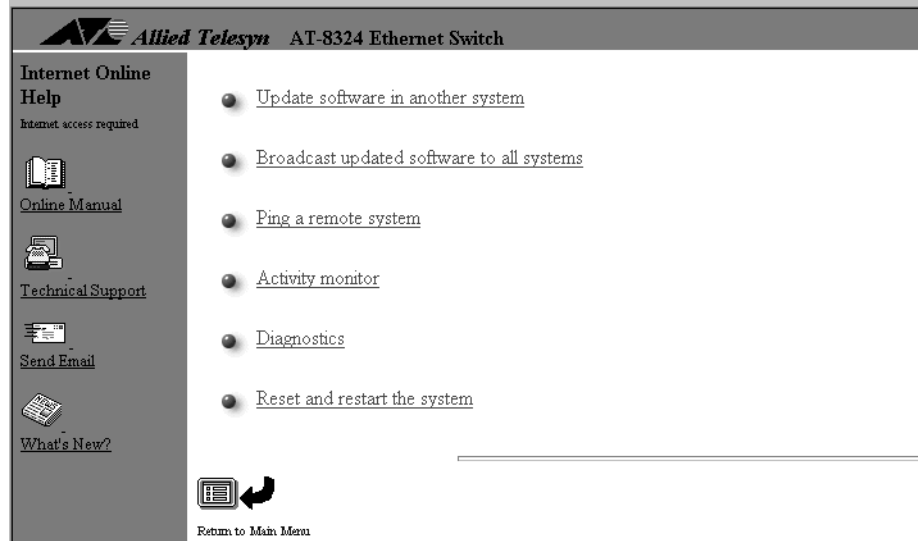 Allied Telesyn AT-8324 Ethernet Switch
Internet Online
Help
Internet access required
Online Manual
Technical Support
Send Email
What's New?
Update software in another system
Broadcast updated software to all systems
Ping a remote system
Activity monitor
Diagnostics
Reset and restart the system
Return to Main Menu